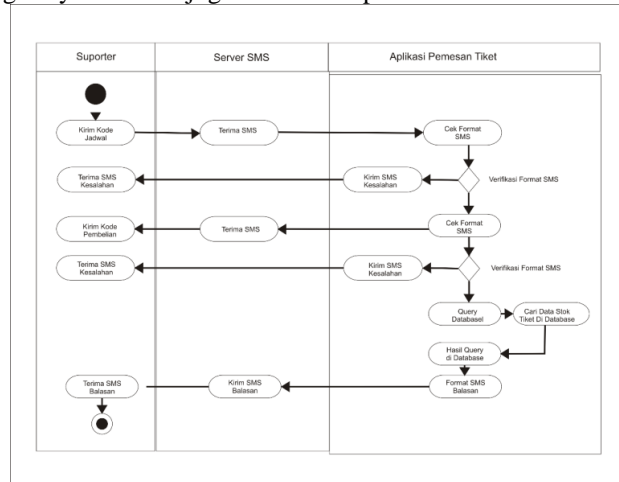 Suporter
Server SMS
Aplikasi Pemesan Tiket
Kirim Kode
Jadwal
Terima SMS
Cek Format
SMS
Terima SMS
Kesalahan
Kirim SMS
Kesalahan
Verifikasi Format SMS
Kirim Kode
Pembelian
Terima SMS
Cek Format
SMS
Terima SMS
Kesalahan
Kirim SMS
Kesalahan
Verifikasi Format SMS
Query
Databasel
Cari Data Stok
Tiket Di Database
Hasil Query
di Database
Terima SMS
Balasan
Kirim SMS
Balasan
Format SMS
Balasan